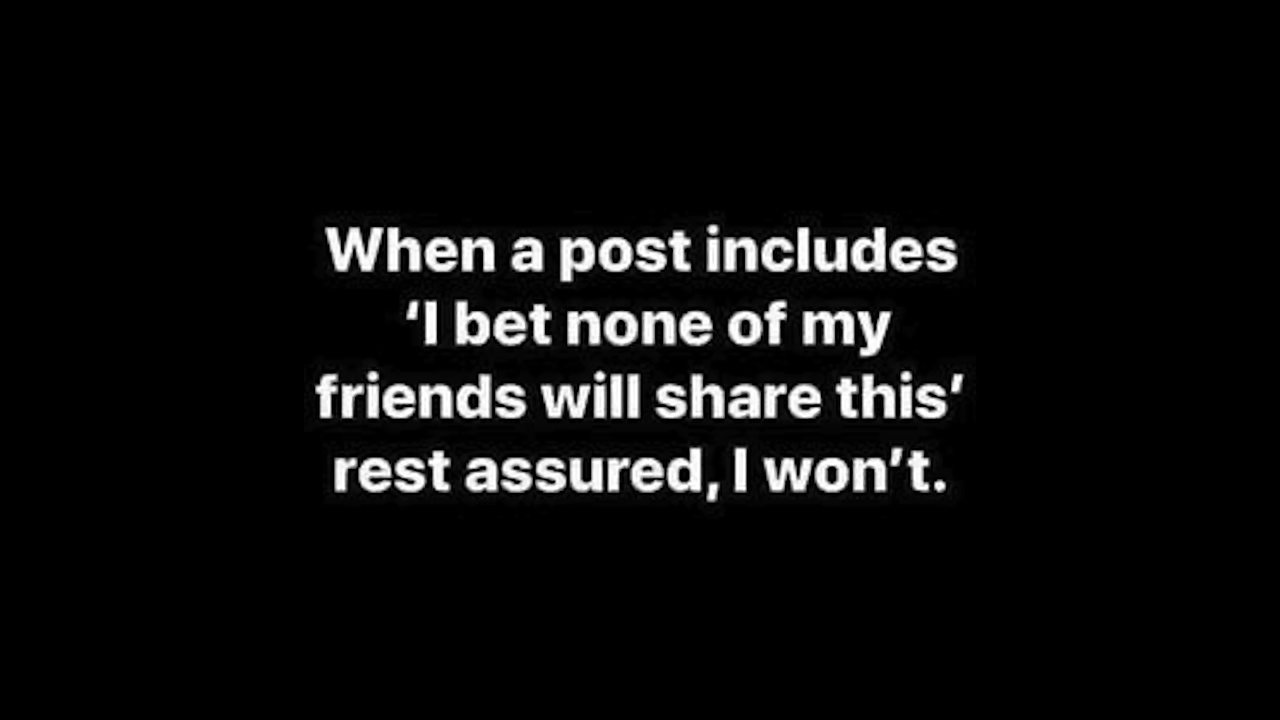 When a post includes
‘I bet none of my
friends will share this’
rest assured, I won’t.